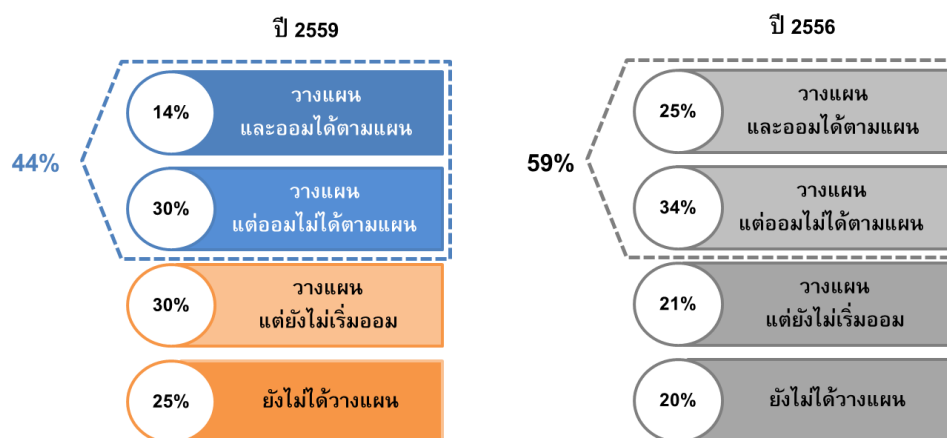 ปี 2559
44%
14%
วางแผน
และออมได้ตามแผน
30%
วางแผน
แต่ออมไม่ได้ตามแผน
30%
วางแผน
แต่ยังไม่เริ่มออม
25%
ยังไม่ได้วางแผน
ปี 2556
59%
25%
วางแผน
และออมได้ตามแผน
34%
วางแผน
แต่ออมไม่ได้ตามแผน
21%
วางแผน
แต่ยังไม่เริ่มออม
20%
ยังไม่ได้วางแผน